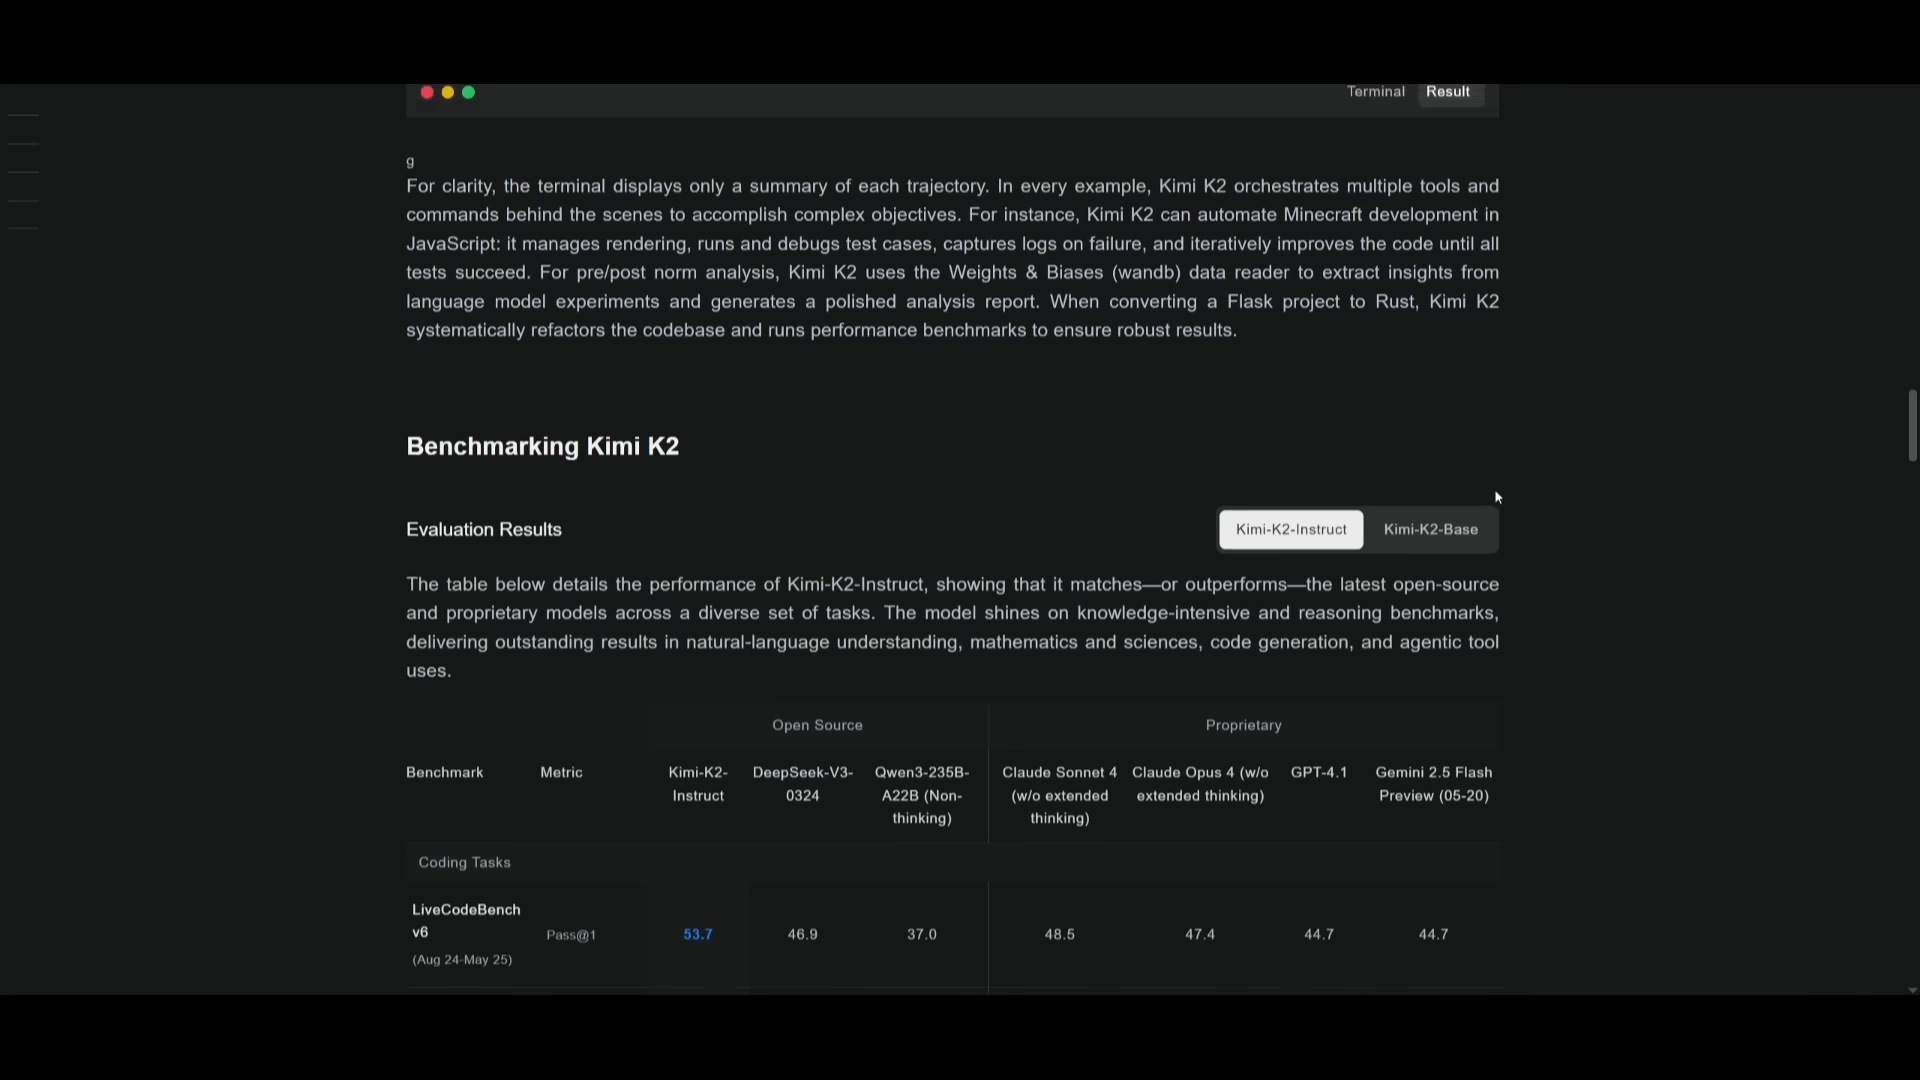 Terminal Result
g
For clarity, the terminal displays only a summary of each trajectory. In every example, Kimi K2 orchestrates multiple tools and
commands behind the scenes to accomplish complex objectives. For instance, Kimi K2 can automate Minecraft development in
JavaScript: it manages rendering, runs and debugs test cases, captures logs on failure, and iteratively improves the code until all
tests succeed. For pre/post norm analysis, Kimi K2 uses the Weights & Biases (wandb) data reader to extract insights from
language model experiments and generates a polished analysis report. When converting a Flask project to Rust, Kimi K2
systematically refactors the codebase and runs performance benchmarks to ensure robust results.
Benchmarking Kimi K2
Evaluation Results Kimi-K2-Instruct Kimi-K2-Base
The table below details the performance of Kimi-K2-Instruct, showing that it matches—or outperforms—the latest open-source
and proprietary models across a diverse set of tasks. The model shines on knowledge-intensive and reasoning benchmarks,
delivering outstanding results in natural-language understanding, mathematics and sciences, code generation, and agentic tool
uses.
Open Source Proprietary
Benchmark Metric Kimi-K2- DeepSeek-V3- Qwen3-235B- Claude Sonnet 4 Claude Opus 4 (w/o GPT-4.1 Gemini 2.5 Flash
Instruct 0324 A22B (Non- (w/o extended extended thinking) Preview (05-20)
thinking) thinking)
Coding Tasks
LiveCodeBench
v6 Pass@1 53.7 46.9 37.0 48.5 47.4 44.7 44.7
(Aug 24-May 25)